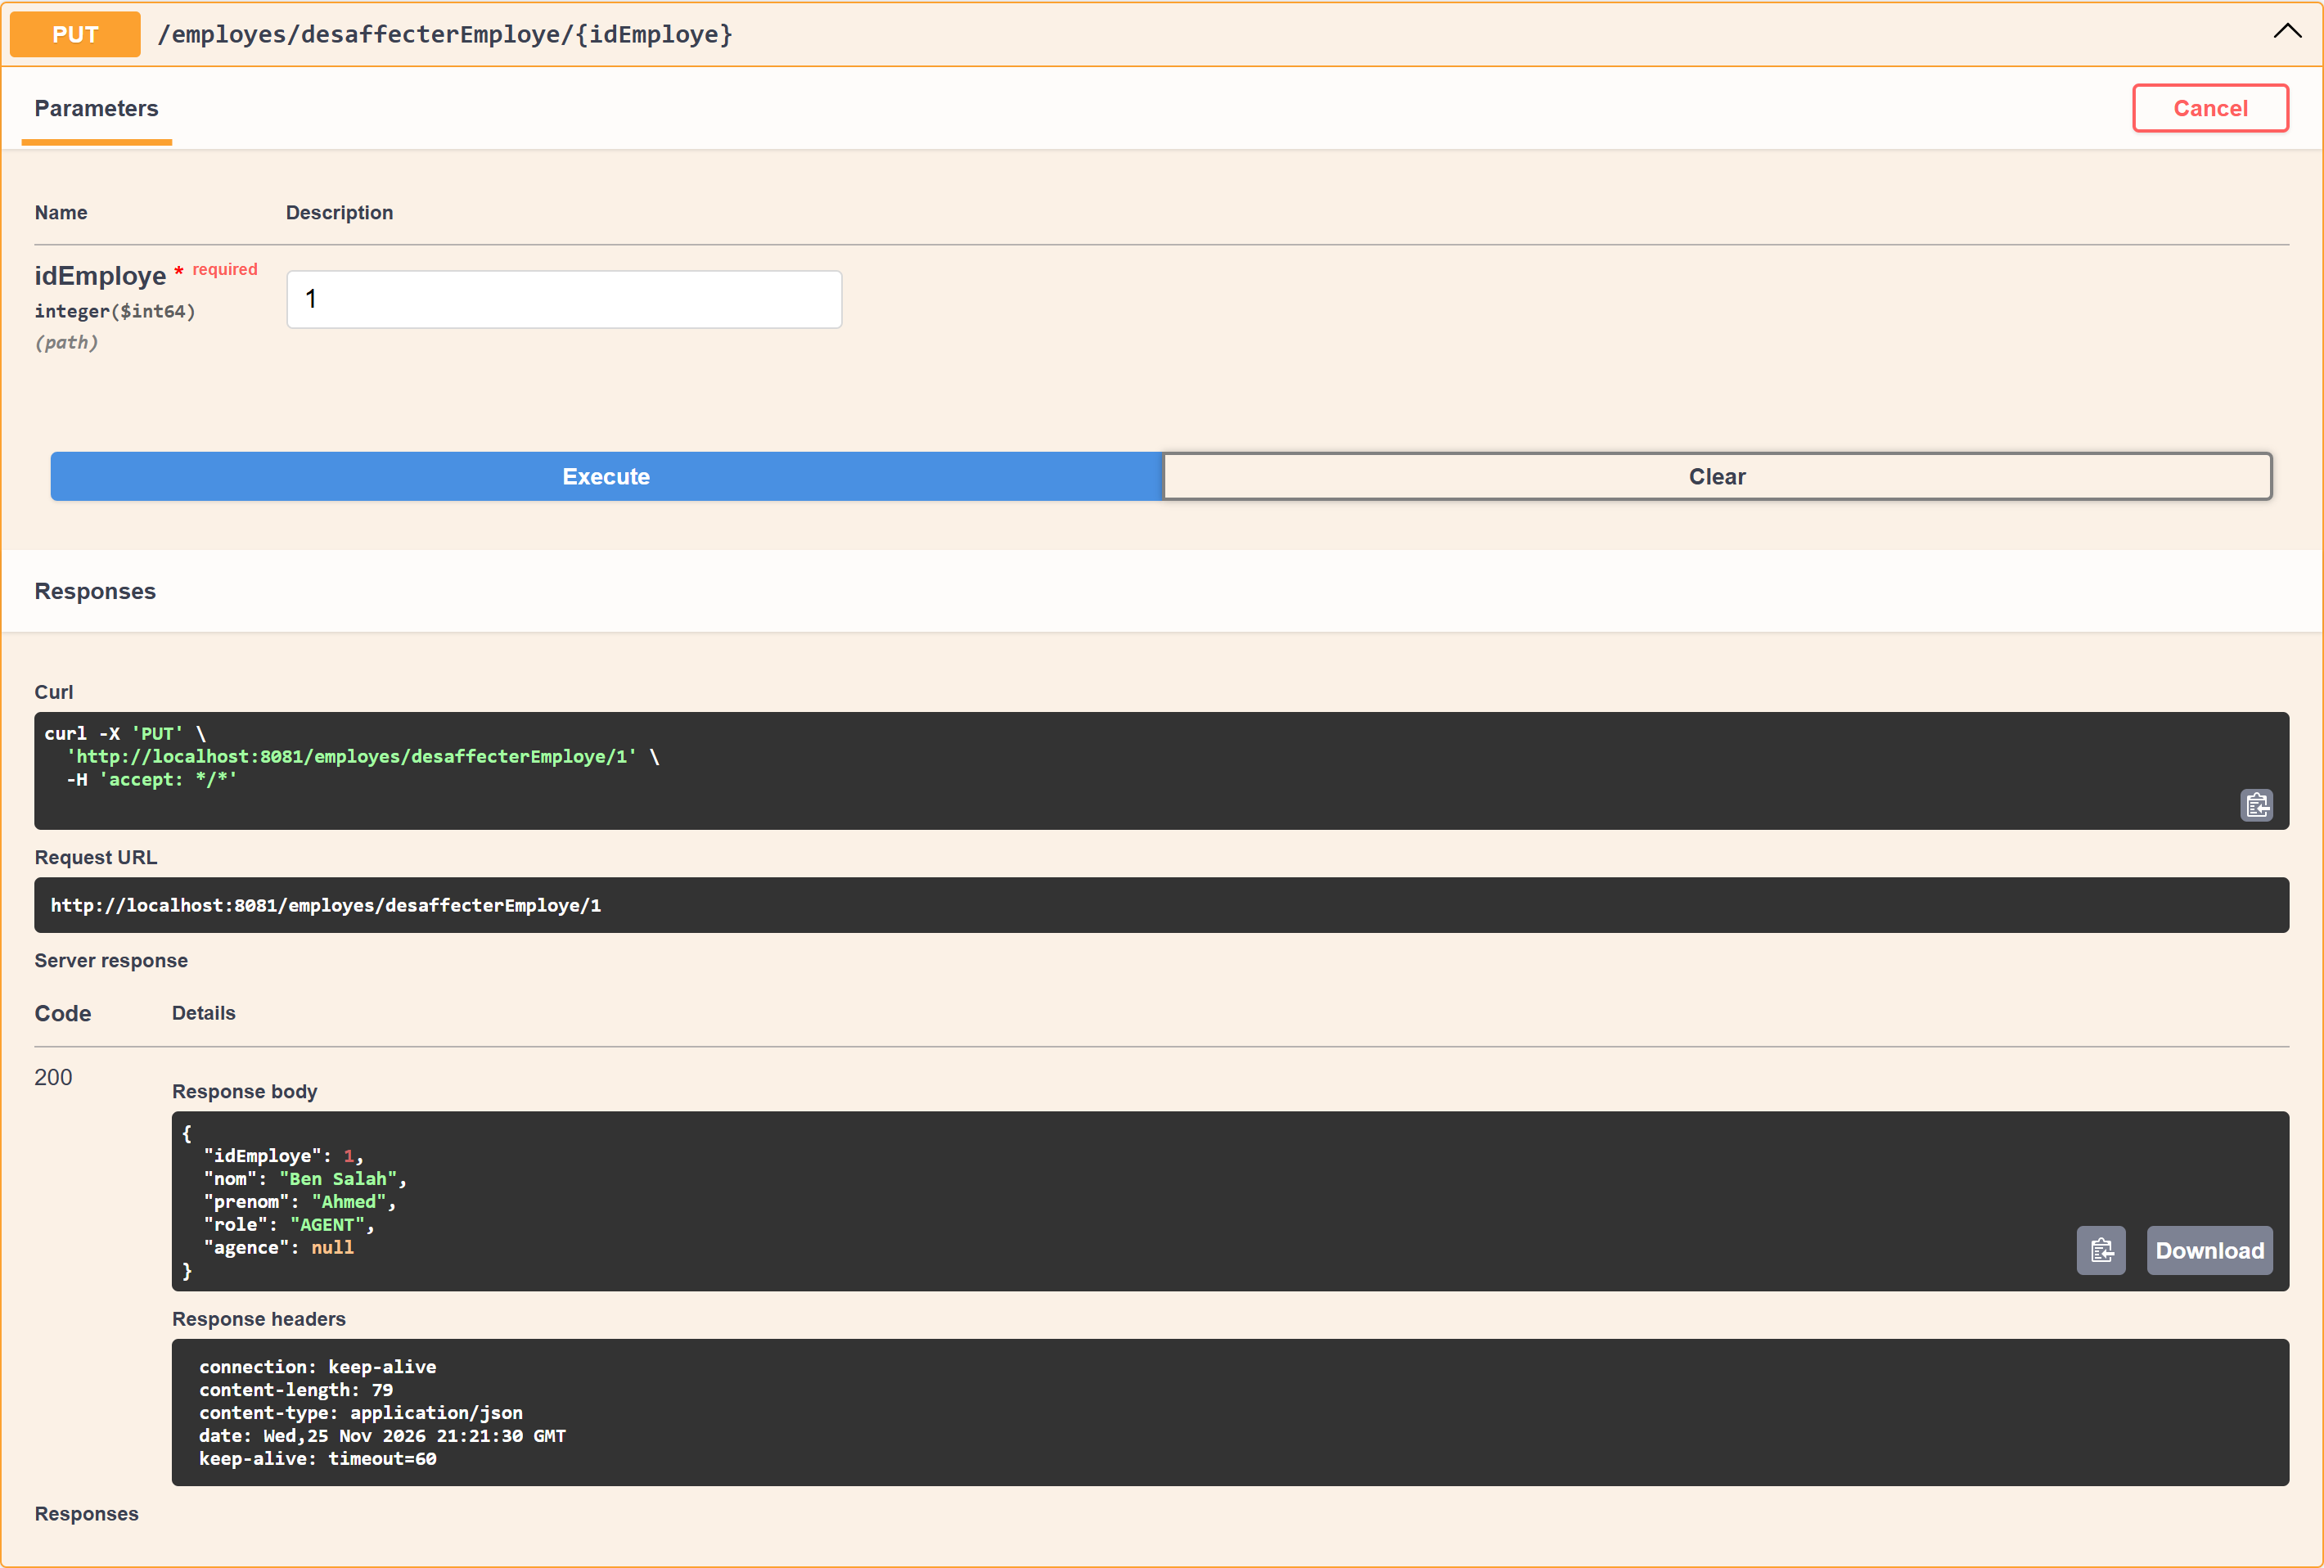 PUT /employes/desaffecterEmploye/{idEmploye}
Parameters
Cancel
Name Description
idEmploye * required
integer($int64)
(path)
1
Execute Clear
Responses
Curl
curl -X 'PUT' \
'http://localhost:8081/employes/desaffecterEmploye/1' \
-H 'accept: */*'
Request URL
http://localhost:8081/employes/desaffecterEmploye/1
Server response
Code Details
200
Response body
{
"idEmploye": 1,
"nom": "Ben Salah",
"prenom": "Ahmed",
"role": "AGENT",
"agence": null
}
Download
Response headers
connection: keep-alive
content-length: 79
content-type: application/json
date: Wed,25 Nov 2026 21:21:30 GMT
keep-alive: timeout=60
Responses